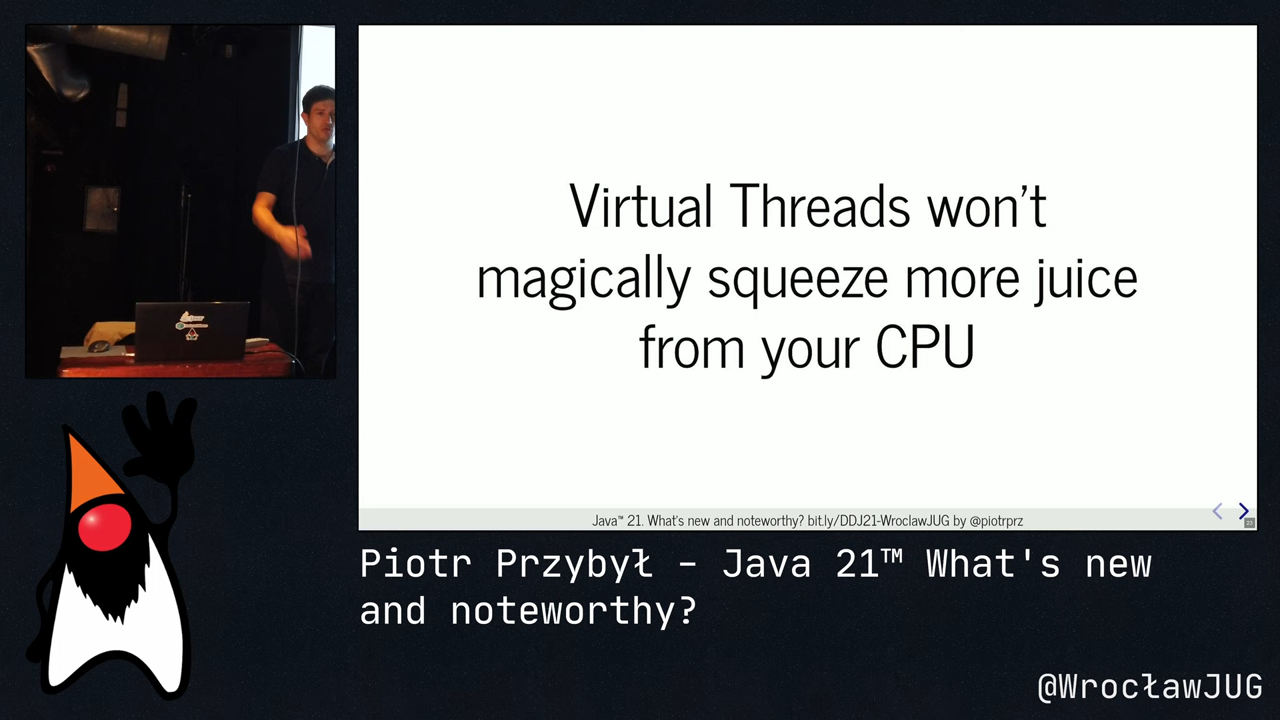 Virtual Threads won't
magically squeeze more juice
from your CPU
Java™ 21. What's new and noteworthy? bit.ly/DDJ21-WroclawJUG by @piotrprz
Piotr Przybył – Java 21™ What's new
and noteworthy?
@WrocławJUG